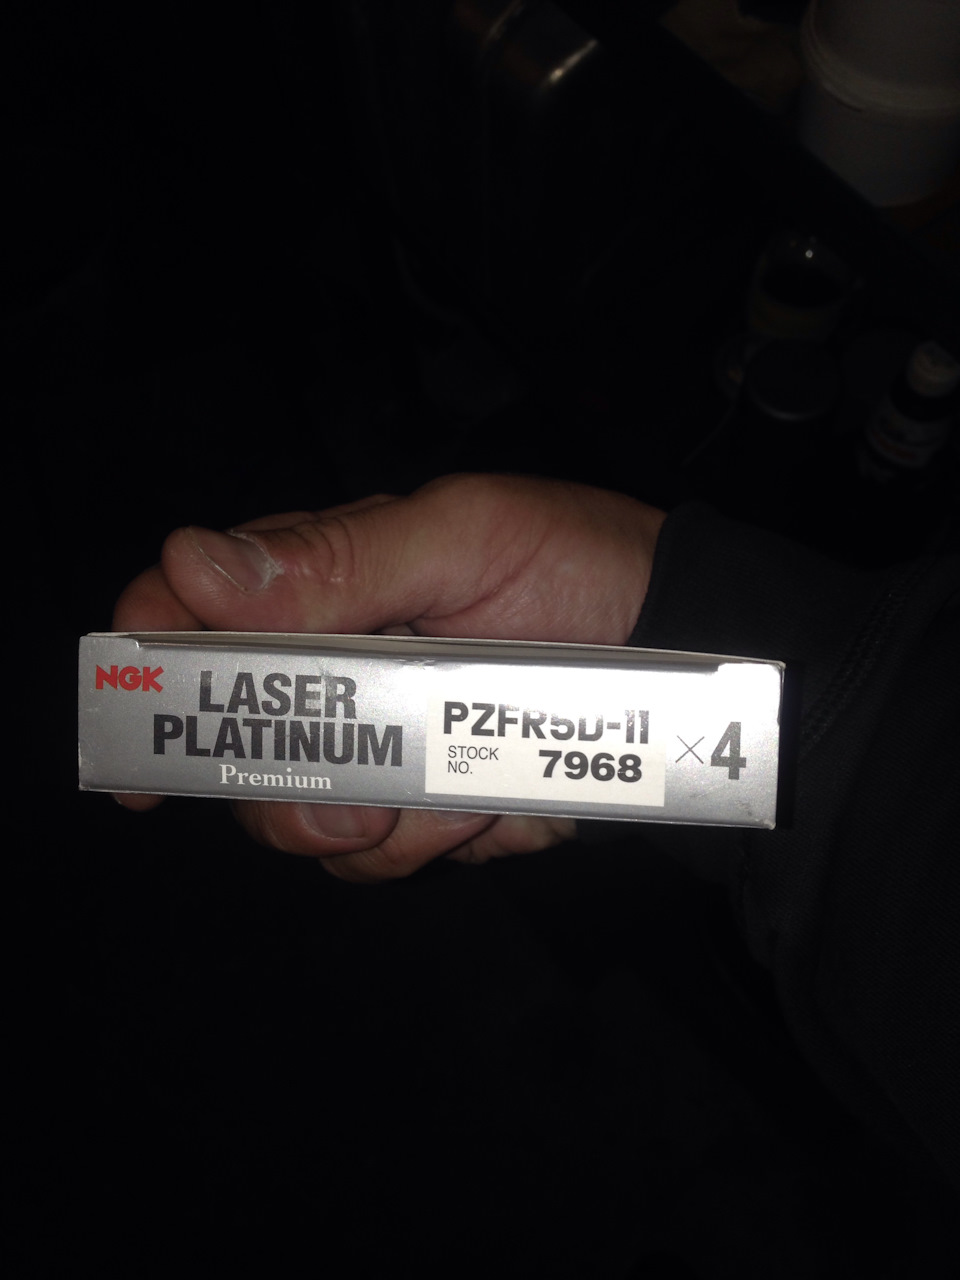 NGK
LASER
PLATINUM
Premium
PZFR5D-11
STOCK
NO.
7968
×4